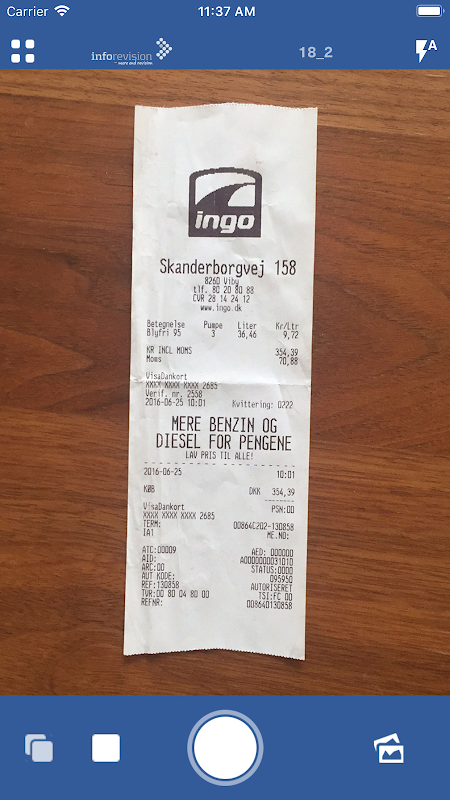 Carrier 11:37 AM
inforevision
– mere end revision
18_2
A
ingo
Skanderborgvej 158
8260 Viby
tlf. 80 20 80 88
CVR 28 14 24 12
www.ingo.dk
Betegnelse Pumpe Liter Kr/Ltr
Blyfri 95 3 36,46 9,72
KR INCL MOMS 354,39
Moms 70,88
VisaDankort
XXXX XXXX XXXX 2685
Verif. nr. 2558
2016-06-25 10:01 Kvittering: 0222
MERE BENZIN OG
DIESEL FOR PENGENE
LAV PRIS TIL ALLE!
2016-06-25 10:01
KØB DKK 354,39
VisaDankort PSN:00
XXXX XXXX XXXX 2685
TERM: 00864C202-130858
IA1 ME.NO:
ATC:00009 AED: 000000
AID: A0000000031010
ARC:00 STATUS:0000
AUT KODE: 095950
REF:130858 AUTORISERET
TVR:00 80 04 80 00 TSI:FC 00
REFNR: 008640130858